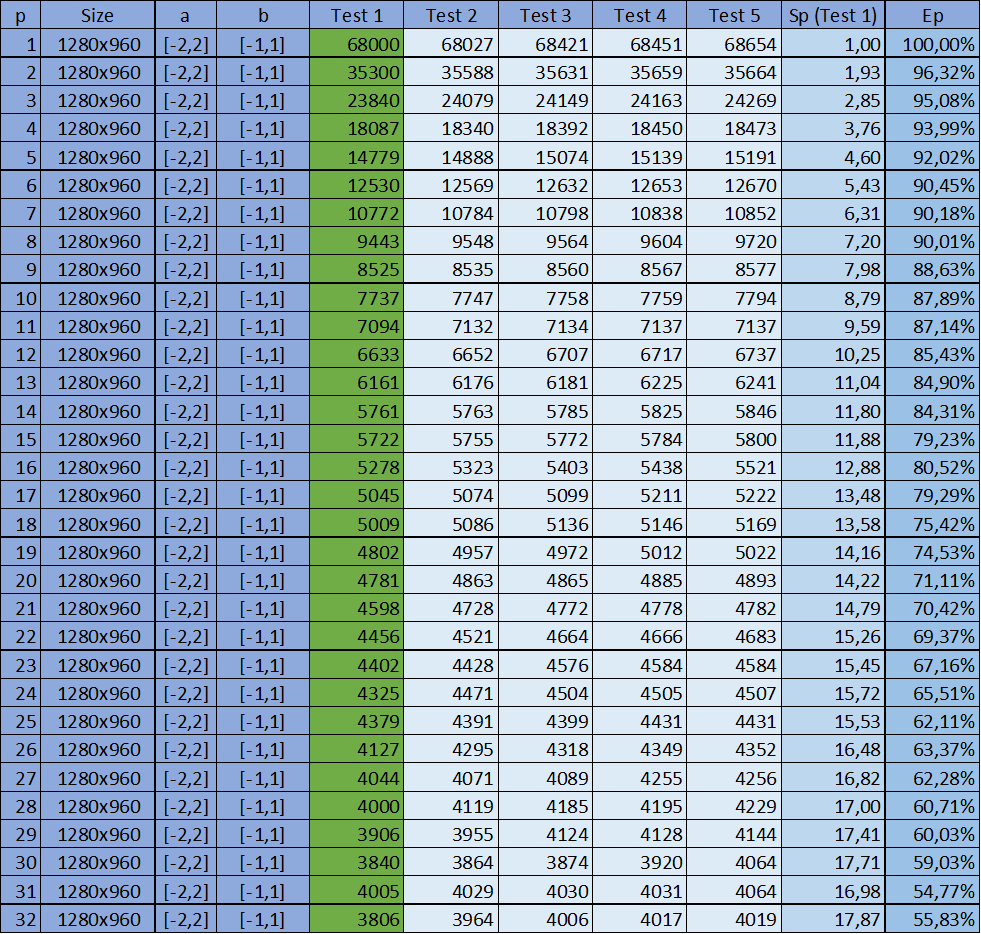 p Size a b Test 1 Test 2 Test 3 Test 4 Test 5 Sp (Test 1) Ep
1 1280x960 [-2,2] [-1,1] 68000 68027 68421 68451 68654 1,00 100,00%
2 1280x960 [-2,2] [-1,1] 35300 35588 35631 35659 35664 1,93 96,32%
3 1280x960 [-2,2] [-1,1] 23840 24079 24149 24163 24269 2,85 95,08%
4 1280x960 [-2,2] [-1,1] 18087 18340 18392 18450 18473 3,76 93,99%
5 1280x960 [-2,2] [-1,1] 14779 14888 15074 15139 15191 4,60 92,02%
6 1280x960 [-2,2] [-1,1] 12530 12569 12632 12653 12670 5,43 90,45%
7 1280x960 [-2,2] [-1,1] 10772 10784 10798 10838 10852 6,31 90,18%
8 1280x960 [-2,2] [-1,1] 9443 9548 9564 9604 9720 7,20 90,01%
9 1280x960 [-2,2] [-1,1] 8525 8535 8560 8567 8577 7,98 88,63%
10 1280x960 [-2,2] [-1,1] 7737 7747 7758 7759 7794 8,79 87,89%
11 1280x960 [-2,2] [-1,1] 7094 7132 7134 7137 7137 9,59 87,14%
12 1280x960 [-2,2] [-1,1] 6633 6652 6707 6717 6737 10,25 85,43%
13 1280x960 [-2,2] [-1,1] 6161 6176 6181 6225 6241 11,04 84,90%
14 1280x960 [-2,2] [-1,1] 5761 5763 5785 5825 5846 11,80 84,31%
15 1280x960 [-2,2] [-1,1] 5722 5755 5772 5784 5800 11,88 79,23%
16 1280x960 [-2,2] [-1,1] 5278 5323 5403 5438 5521 12,88 80,52%
17 1280x960 [-2,2] [-1,1] 5045 5074 5099 5211 5222 13,48 79,29%
18 1280x960 [-2,2] [-1,1] 5009 5086 5136 5146 5169 13,58 75,42%
19 1280x960 [-2,2] [-1,1] 4802 4957 4972 5012 5022 14,16 74,53%
20 1280x960 [-2,2] [-1,1] 4781 4863 4865 4885 4893 14,22 71,11%
21 1280x960 [-2,2] [-1,1] 4598 4728 4772 4778 4782 14,79 70,42%
22 1280x960 [-2,2] [-1,1] 4456 4521 4664 4666 4683 15,26 69,37%
23 1280x960 [-2,2] [-1,1] 4402 4428 4576 4584 4584 15,45 67,16%
24 1280x960 [-2,2] [-1,1] 4325 4471 4504 4505 4507 15,72 65,51%
25 1280x960 [-2,2] [-1,1] 4379 4391 4399 4431 4431 15,53 62,11%
26 1280x960 [-2,2] [-1,1] 4127 4295 4318 4349 4352 16,48 63,37%
27 1280x960 [-2,2] [-1,1] 4044 4071 4089 4255 4256 16,82 62,28%
28 1280x960 [-2,2] [-1,1] 4000 4119 4185 4195 4229 17,00 60,71%
29 1280x960 [-2,2] [-1,1] 3906 3955 4124 4128 4144 17,41 60,03%
30 1280x960 [-2,2] [-1,1] 3840 3864 3874 3920 4064 17,71 59,03%
31 1280x960 [-2,2] [-1,1] 4005 4029 4030 4031 4064 16,98 54,77%
32 1280x960 [-2,2] [-1,1] 3806 3964 4006 4017 4019 17,87 55,83%